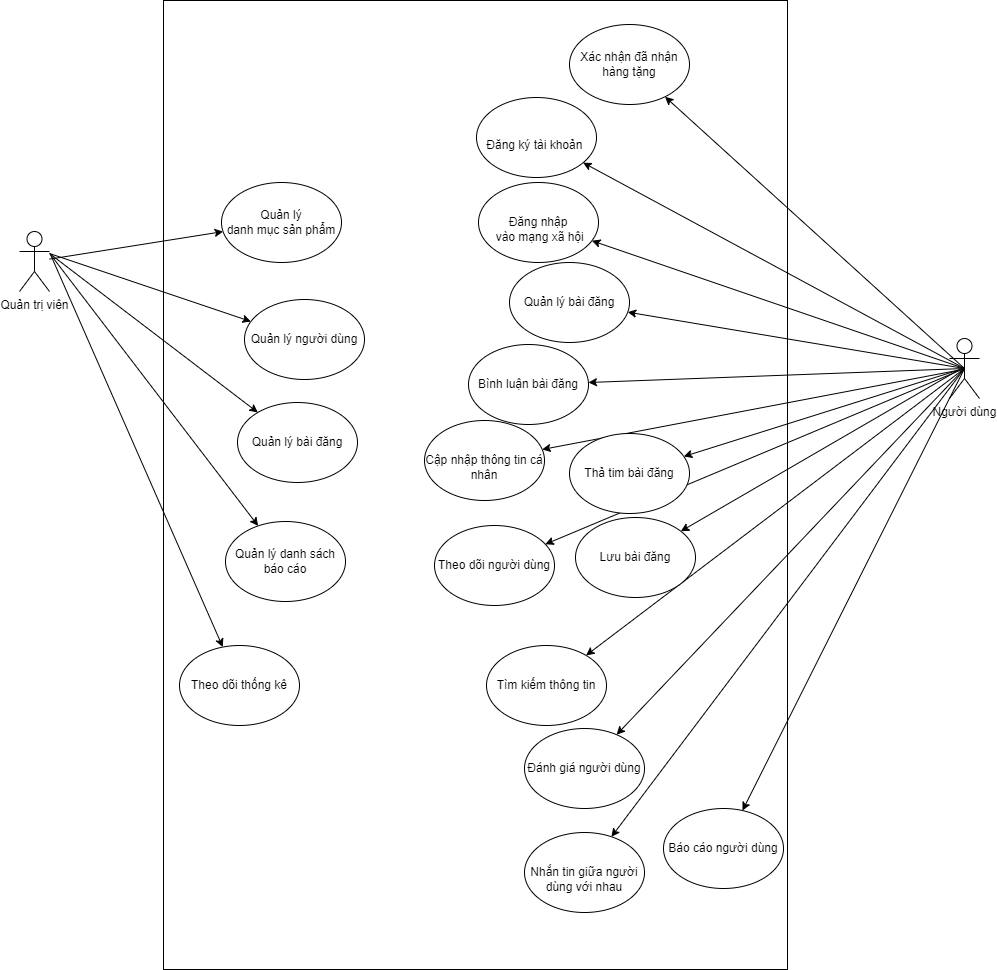 Xác nhận đã nhận
hàng tặng
Đăng ký tài khoản
Quản lý
danh mục sản phẩm
Đăng nhập
vào mạng xã hội
Quản trị viên
Quản lý bài đăng
Quản lý người dùng
Bình luận bài đăng
Người dùng
Quản lý bài đăng
Cập nhập thông tin cá
nhân
Thả tim bài đăng
Quản lý danh sách
báo cáo
Theo dõi người dùng
Lưu bài đăng
Theo dõi thống kê
Tìm kiếm thông tin
Đánh giá người dùng
Báo cáo người dùng
Nhắn tin giữa người
dùng với nhau